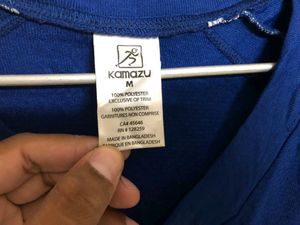 Kamazu
M
100% POLYESTER
EXCLUSIVE OF TRIM
100% POLYESTER
GARNITURES NON COMPRISE
CA# 45646
RN # 128259
MADE IN BANGLADESH
FABRIQUE EN BANGLADESH